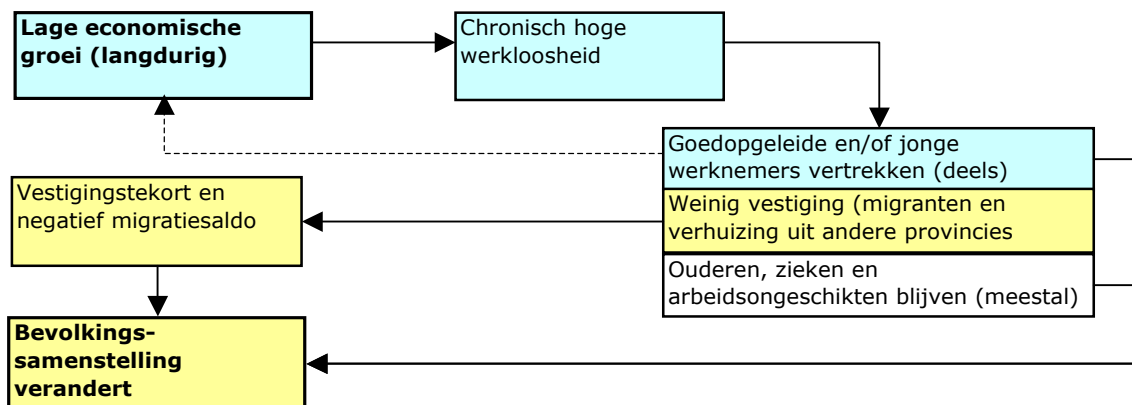 Lage economische
groei (langdurig)
Chronisch hoge
werkloosheid
Goedopgeleide en/of jonge
werknemers vertrekken (deels)
Vestigingstekort en
negatief migratiesaldo
Weinig vestiging (migranten en
verhuizing uit andere provincies
Ouderen, zieken en
arbeidsongeschikten blijven (meestal)
Bevolkings-
samenstelling
verandert